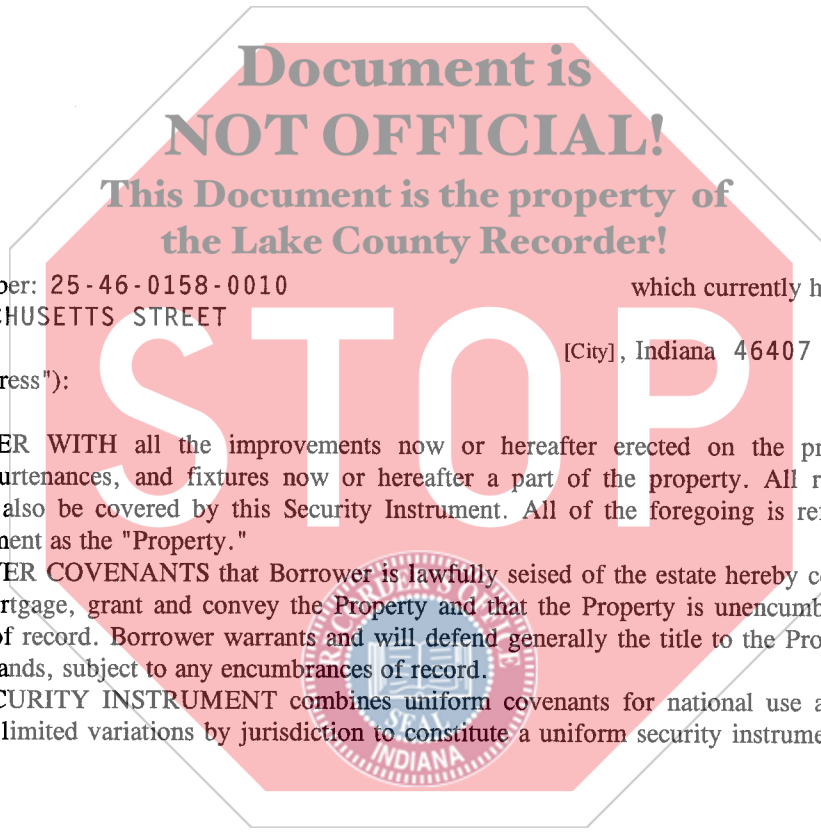 Document is
NOT OFFICIAL!
This Document is the property of
the Lake County Recorder!
ber: 25-46-0158-0010 which currently h
CHUSETTS STREET
[City], Indiana 46407
ress"):
STOP
ER WITH all the improvements now or hereafter erected on the pr
urtenances, and fixtures now or hereafter a part of the property. All r
also be covered by this Security Instrument. All of the foregoing is re
ment as the "Property."
ER COVENANTS that Borrower is lawfully seised of the estate hereby c
rtgage, grant and convey the Property and that the Property is unencumb
of record. Borrower warrants and will defend generally the title to the Pro
ands, subject to any encumbrances of record.
CURITY INSTRUMENT combines uniform covenants for national use a
limited variations by jurisdiction to constitute a uniform security instrume
RECORDER'S OFFICE
SEAL
INDIANA